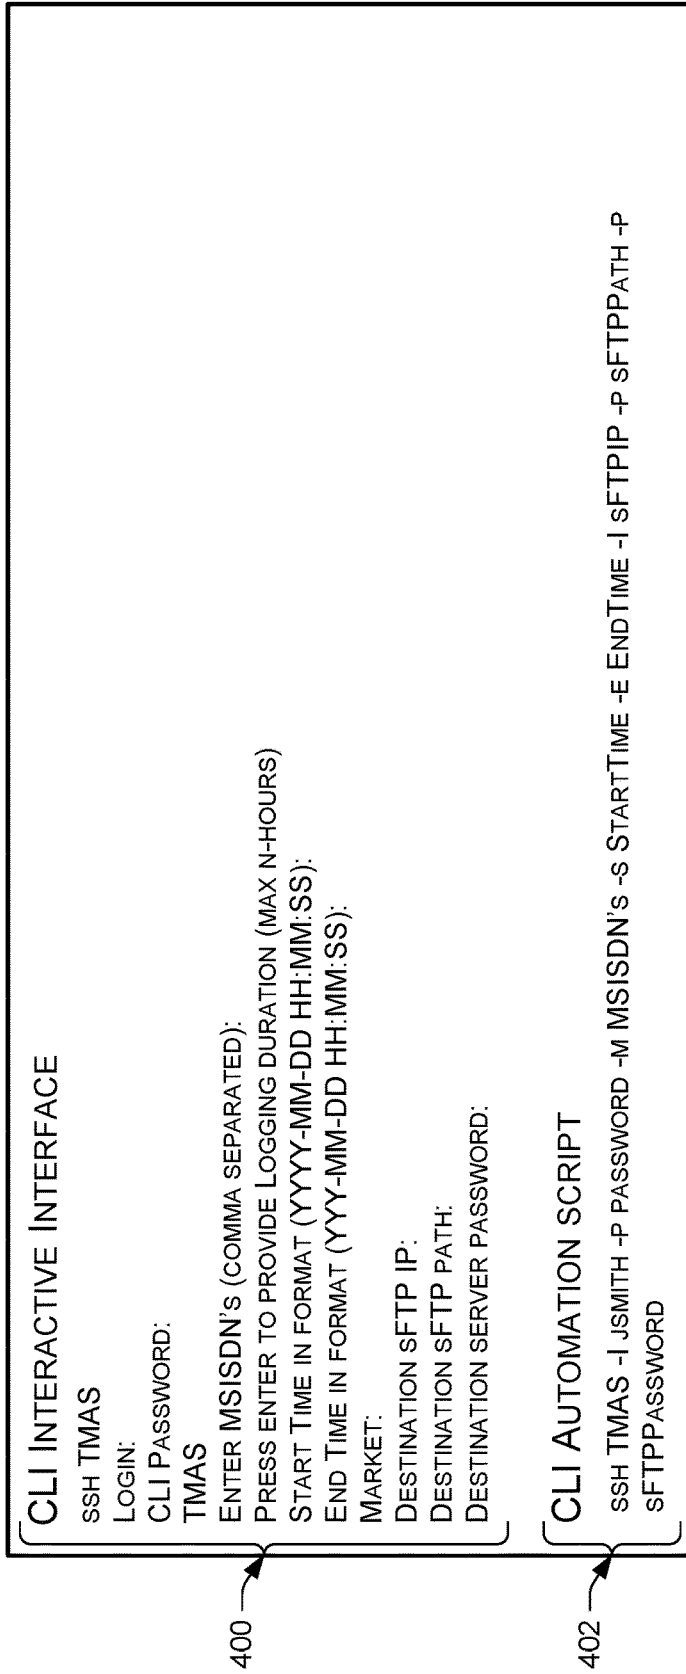 CLI INTERACTIVE INTERFACE
SSH TMAS
LOGIN:
CLI PASSWORD:
TMAS
ENTER MSISDN'S (COMMA SEPARATED):
PRESS ENTER TO PROVIDE LOGGING DURATION (MAX N-HOURS)
START TIME IN FORMAT (YYYY-MM-DD HH:MM:SS):
END TIME IN FORMAT (YYY-MM-DD HH:MM:SS):
MARKET:
DESTINATION SFTP IP:
DESTINATION SFTP PATH:
DESTINATION SERVER PASSWORD:
400
CLI AUTOMATION SCRIPT
SSH TMAS -I JSMITH -P PASSWORD -M MSISDN'S -S STARTTIME -E ENDTIME -I SFTPIP -P SFTPPATH -P
SFTPPASSWORD
402